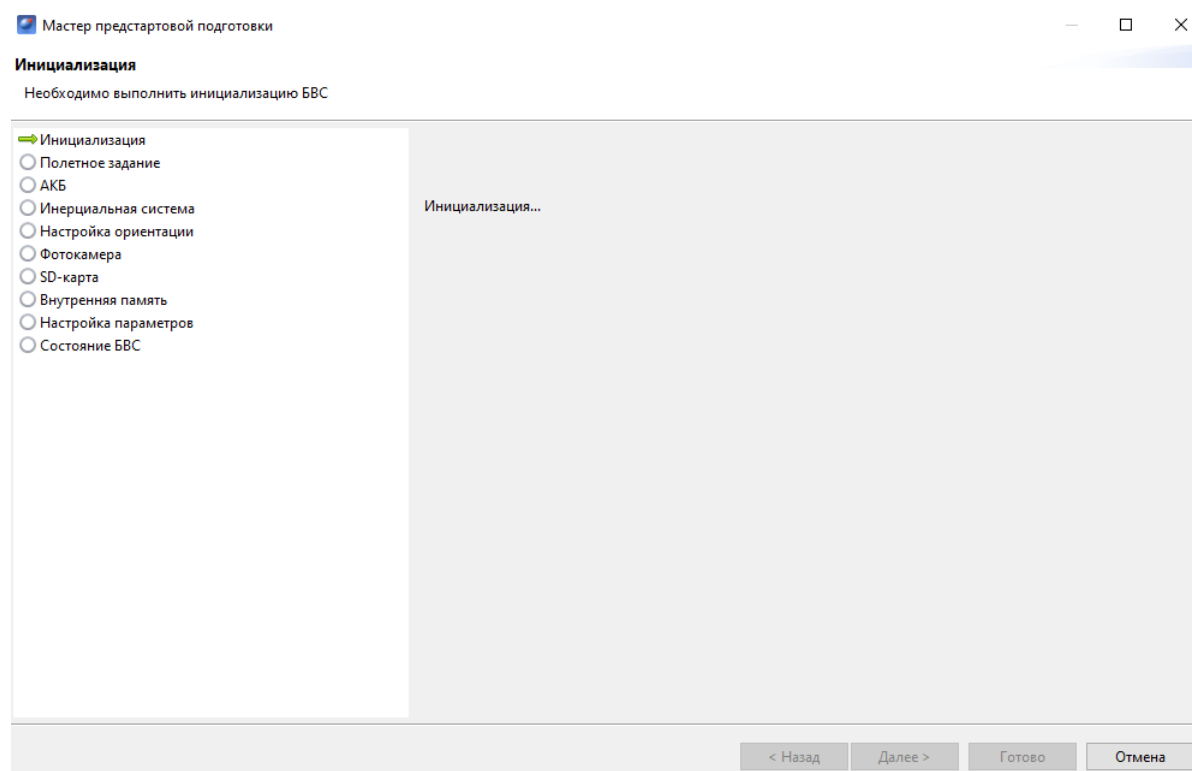 Мастер предстартовой подготовки
Инициализация
Необходимо выполнить инициализацию БВС
Инициализация
Полетное задание
АКБ
Инерциальная система
Настройка ориентации
Фотокамера
SD-карта
Внутренняя память
Настройка параметров
Состояние БВС
Инициализация...
< Назад
Далее >
Готово
Отмена